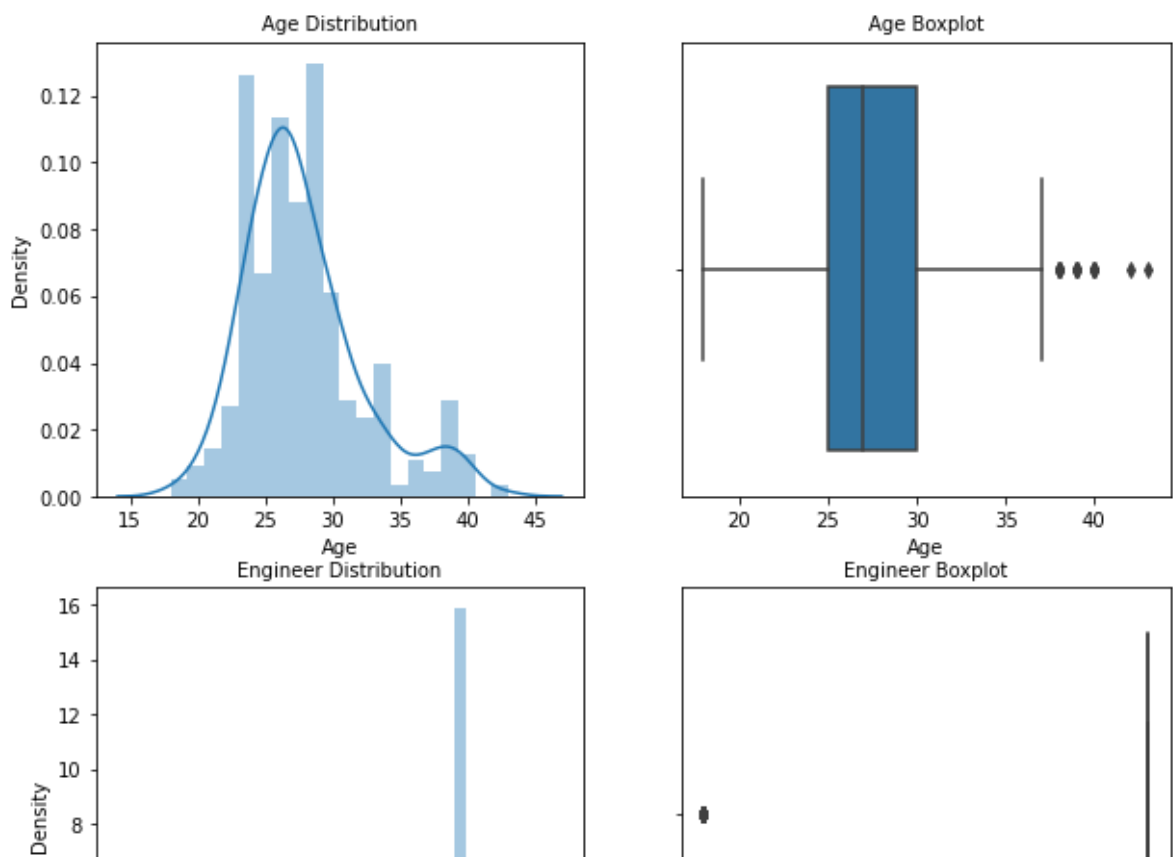 Age Distribution
Age Boxplot
0.12
0.10
0.08
0.06
0.04
0.02
0.00
Density
15 20 25 30 35 40 45
Age
20 25 30 35 40
Age
Engineer Distribution
Engineer Boxplot
16
14
12
10
8
Density